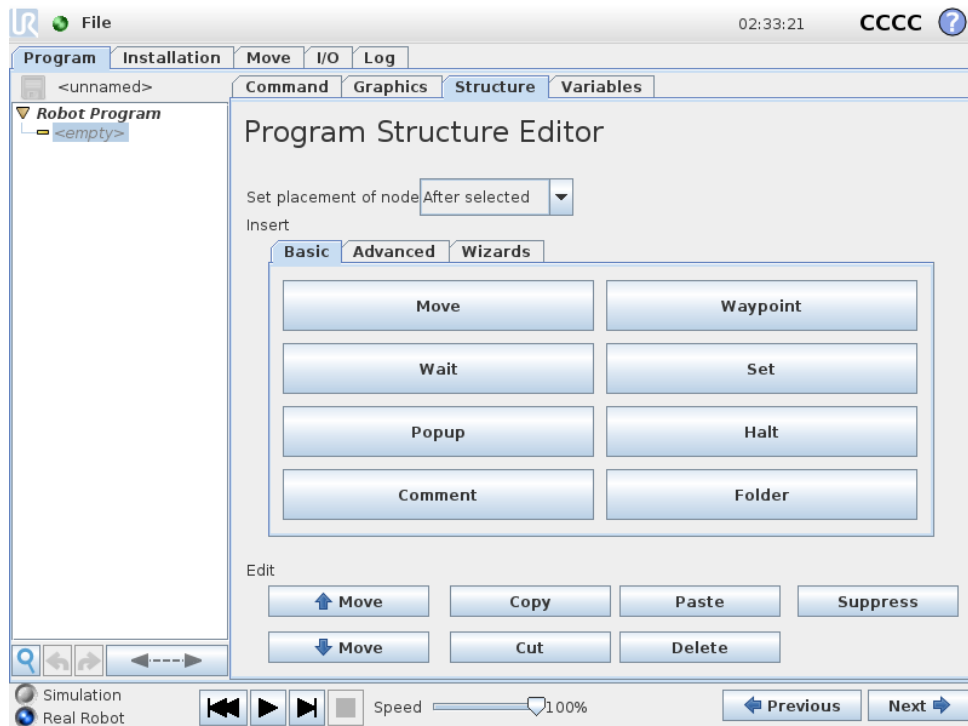 UR File 02:33:21 CCCC ?
Program Installation Move I/O Log
<unnamed> Command Graphics Structure Variables
Robot Program
<empty>
Program Structure Editor
Set placement of node After selected
Insert
Basic Advanced Wizards
Move Waypoint
Wait Set
Popup Halt
Comment Folder
Edit
Move Copy Paste Suppress
Move Cut Delete
Simulation
Real Robot
Speed 100% Previous Next